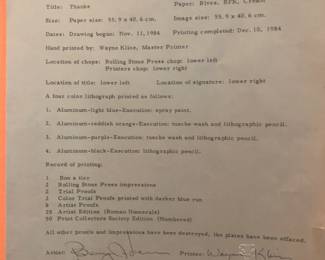 Title: Thanks
Paper: Rives, BFK, Cream
Size: Paper size: 55.9 x 40.6 cm.
Image size: 55.9 x 40.6 cm.
Dates: Drawing began: Nov. 11, 1984
Printing completed: Dec. 10, 1984
Hand printed by: Wayne Kline, Master Printer
Location of chops: Rolling Stone Press chop: lower left
Printers chop: lower right
Location of title: lower left
Location of signature: lower right
A four color lithograph printed as follows:
1. Aluminum-light blue-Execution: spray paint.
2. Aluminum-reddish orange-Execution: tusche wash and lithographic pencil.
3. Aluminum-purple-Execution: tusche wash and lithographic pencil.
4. Aluminum-black-Execution: lithographic pencil.
Record of printing:
1 Bon a tier
2 Rolling Stone Press impressions
2 Trial Proofs
Color Trial Proofs printed with darker blue run
Artist Proofs
Artist Edition (Roman Numerals)
50 Print Collectors Society Edition (Numbered)
All other proofs and impressions have been destroyed, the plates have been effaced.
Artist:
Printer: Wayne Kline